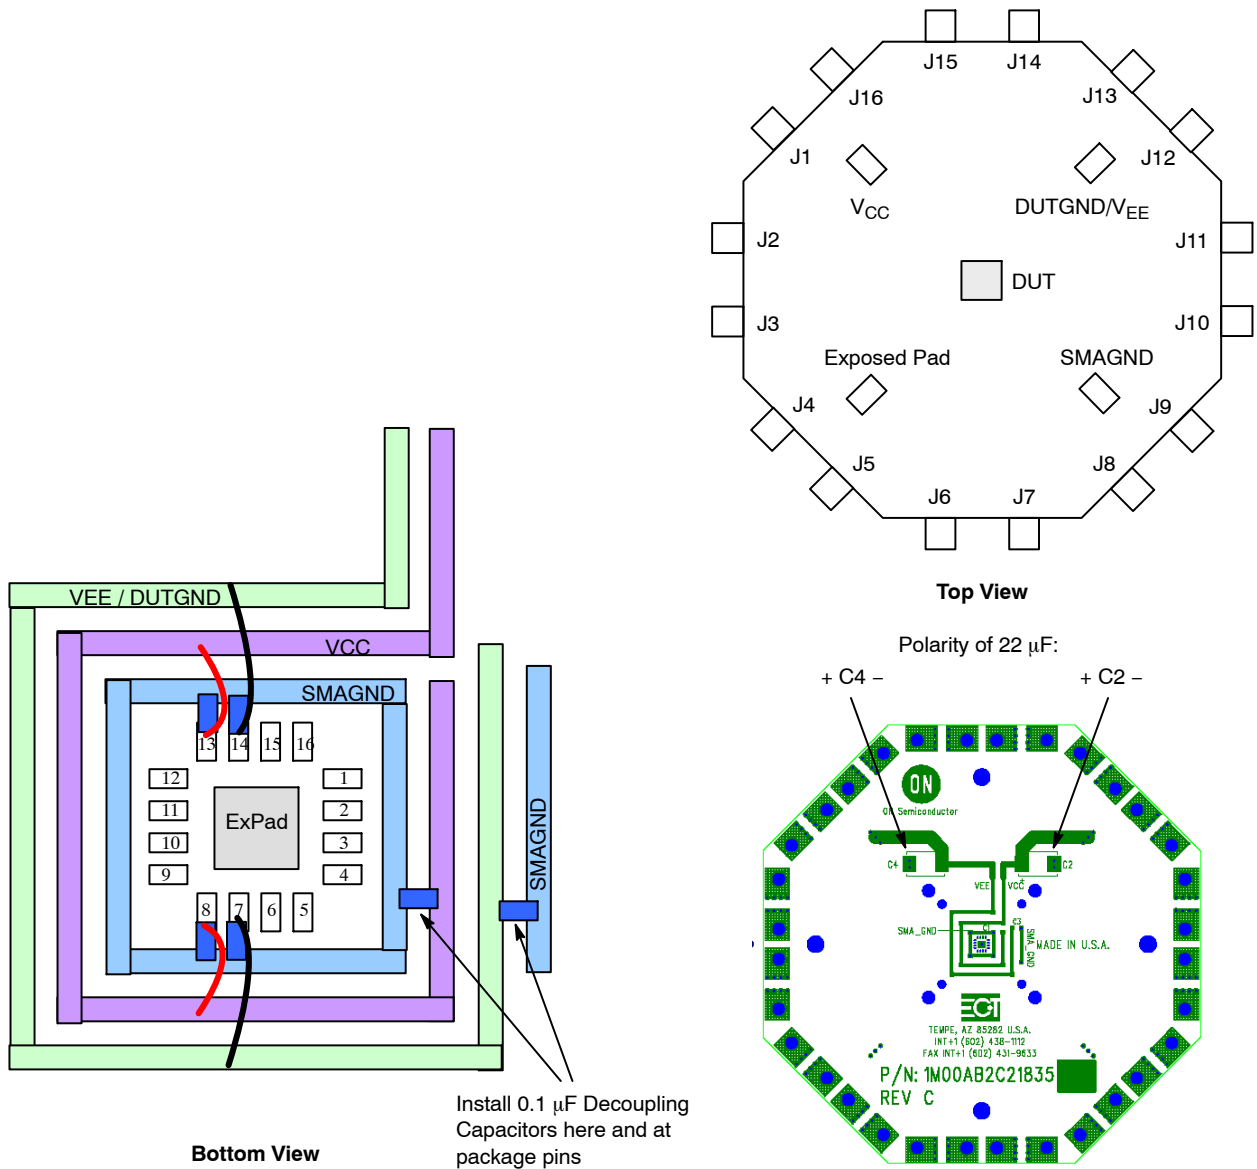 J15
J14
J16
J13
J1
J12
VCC
DUTGND/VEE
J2
J11
DUT
J3
J10
Exposed Pad
SMAGND
J4
J9
J5
J8
J6
J7
Top View
VEE / DUTGND
VCC
SMAGND
13
14
15
16
12
1
11
2
ExPad
10
3
9
4
8
7
6
5
SMAGND
Install 0.1 μF Decoupling
Capacitors here and at
package pins
Bottom View
Polarity of 22 μF:
+ C4 –
+ C2 –
ON
ON Semiconductor
C4
C2
VEE
VCC
+
C3
C1
SMA_GND
SMA_GND
MADE IN U.S.A.
ECT
TEMPE, AZ 85282 U.S.A.
INT+1 (602) 438-1112
FAX INT+1 (602) 431-9633
P/N: 1M00AB2C21835
REV C